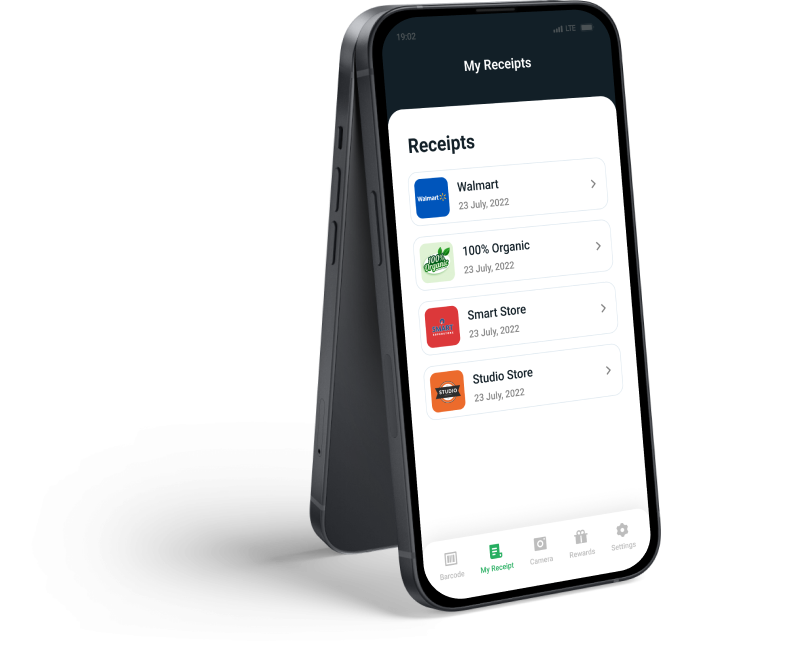 19:02
LTE
My Receipts
Receipts
Walmart
Walmart
23 July, 2022
100%
Organic
100% Organic
23 July, 2022
SMART
Smart Store
23 July, 2022
STUDIO
Studio Store
23 July, 2022
Barcode
My Receipt
Camera
Rewards
Settings